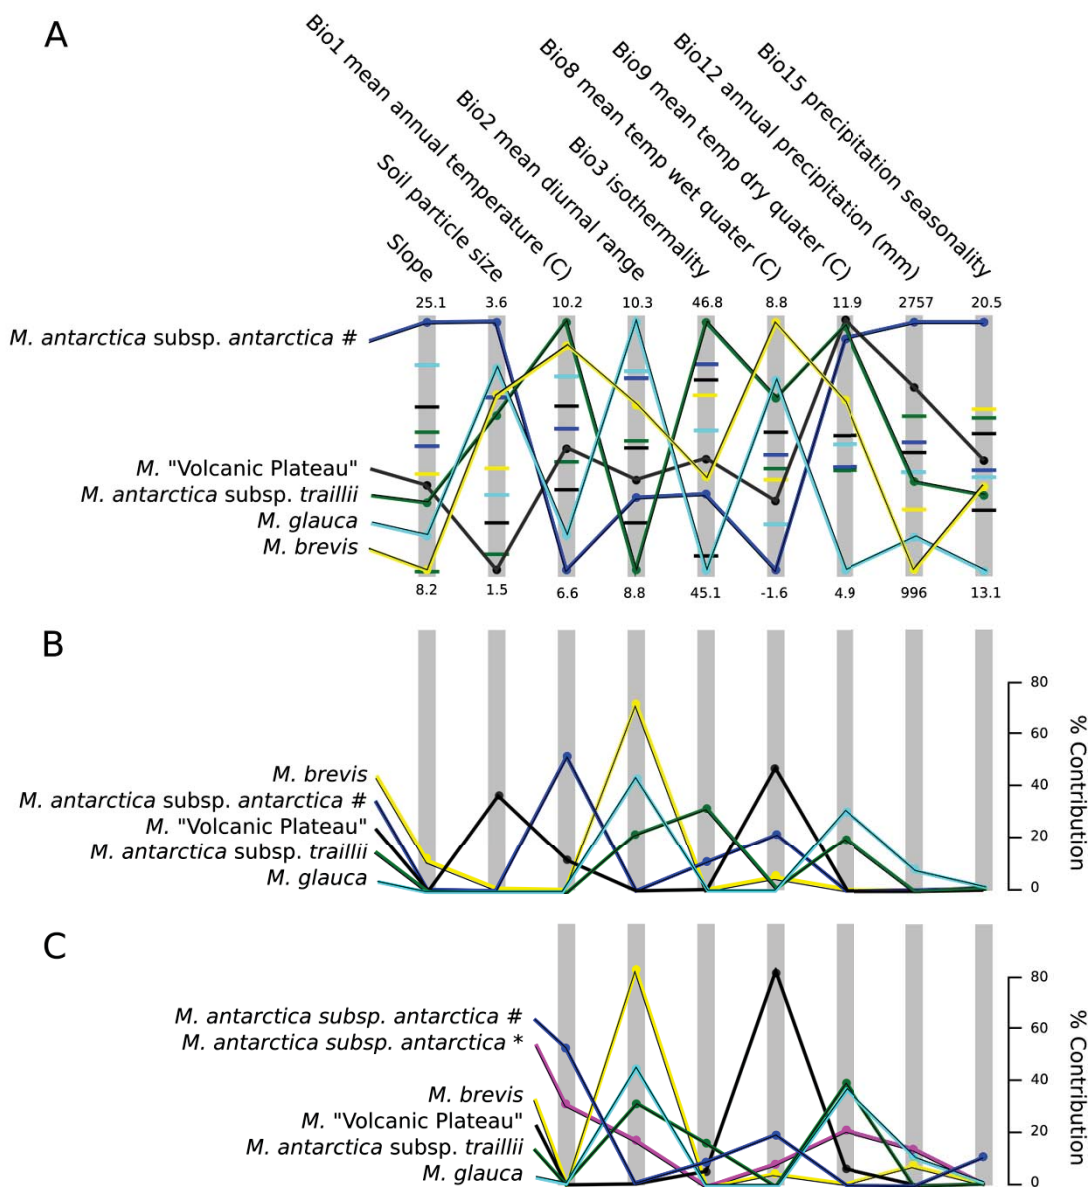 A
Bio1 mean annual temperature (C)
Bio2 mean diurnal range
Bio8 mean temp wet quater (C)
Bio9 mean temp dry quater (C)
Bio12 annual precipitation (mm)
Bio15 precipitation seasonality
Bio3 isothermality
Soil particle size
Slope
25.1 3.6 10.2 10.3 46.8 8.8 11.9 2757 20.5
M. antarctica subsp. antarctica #
M. "Volcanic Plateau"
M. antarctica subsp. traillii
M. glauca
M. brevis
8.2 1.5 6.6 8.8 45.1 -1.6 4.9 996 13.1
B
80
60
40
20
0
% Contribution
M. brevis
M. antarctica subsp. antarctica #
M. "Volcanic Plateau"
M. antarctica subsp. traillii
M. glauca
C
80
60
40
20
0
% Contribution
M. antarctica subsp. antarctica #
M. antarctica subsp. antarctica *
M. brevis
M. "Volcanic Plateau"
M. antarctica subsp. traillii
M. glauca